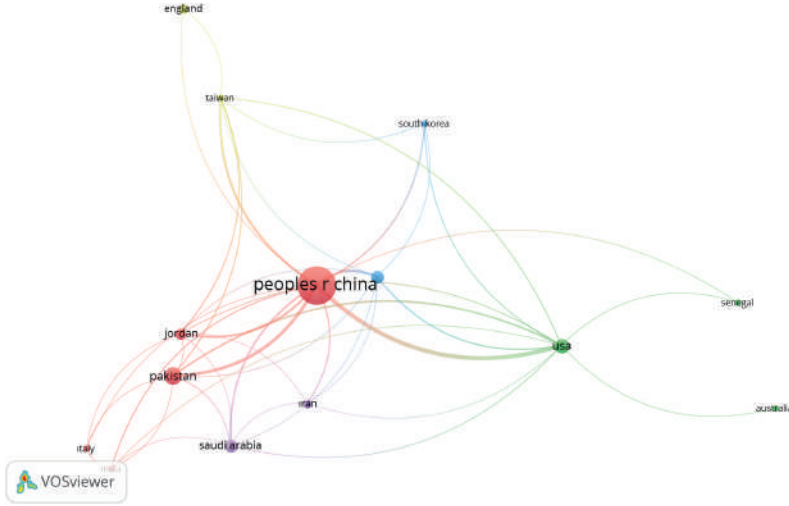 england
taiwan
south korea
peoples r china
senegal
jordan
usa
pakistan
iran
australia
italy
saudi arabia
VOSviewer